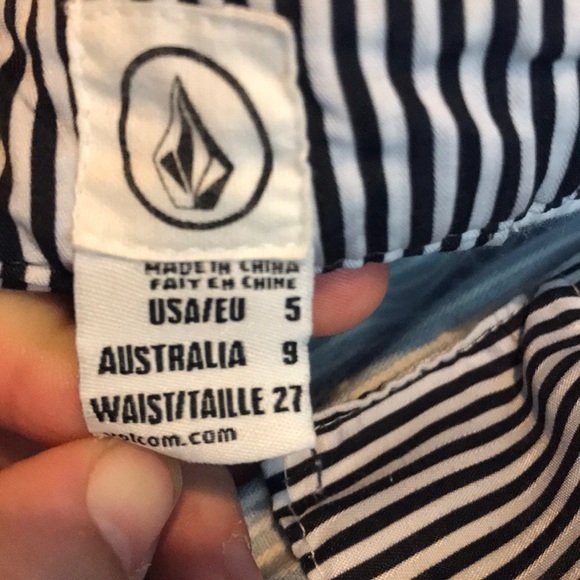 MADE IN CHINA
FAIT EN CHINE
USA/EU 5
AUSTRALIA 9
WAIST/TAILLE 27
volcom.com